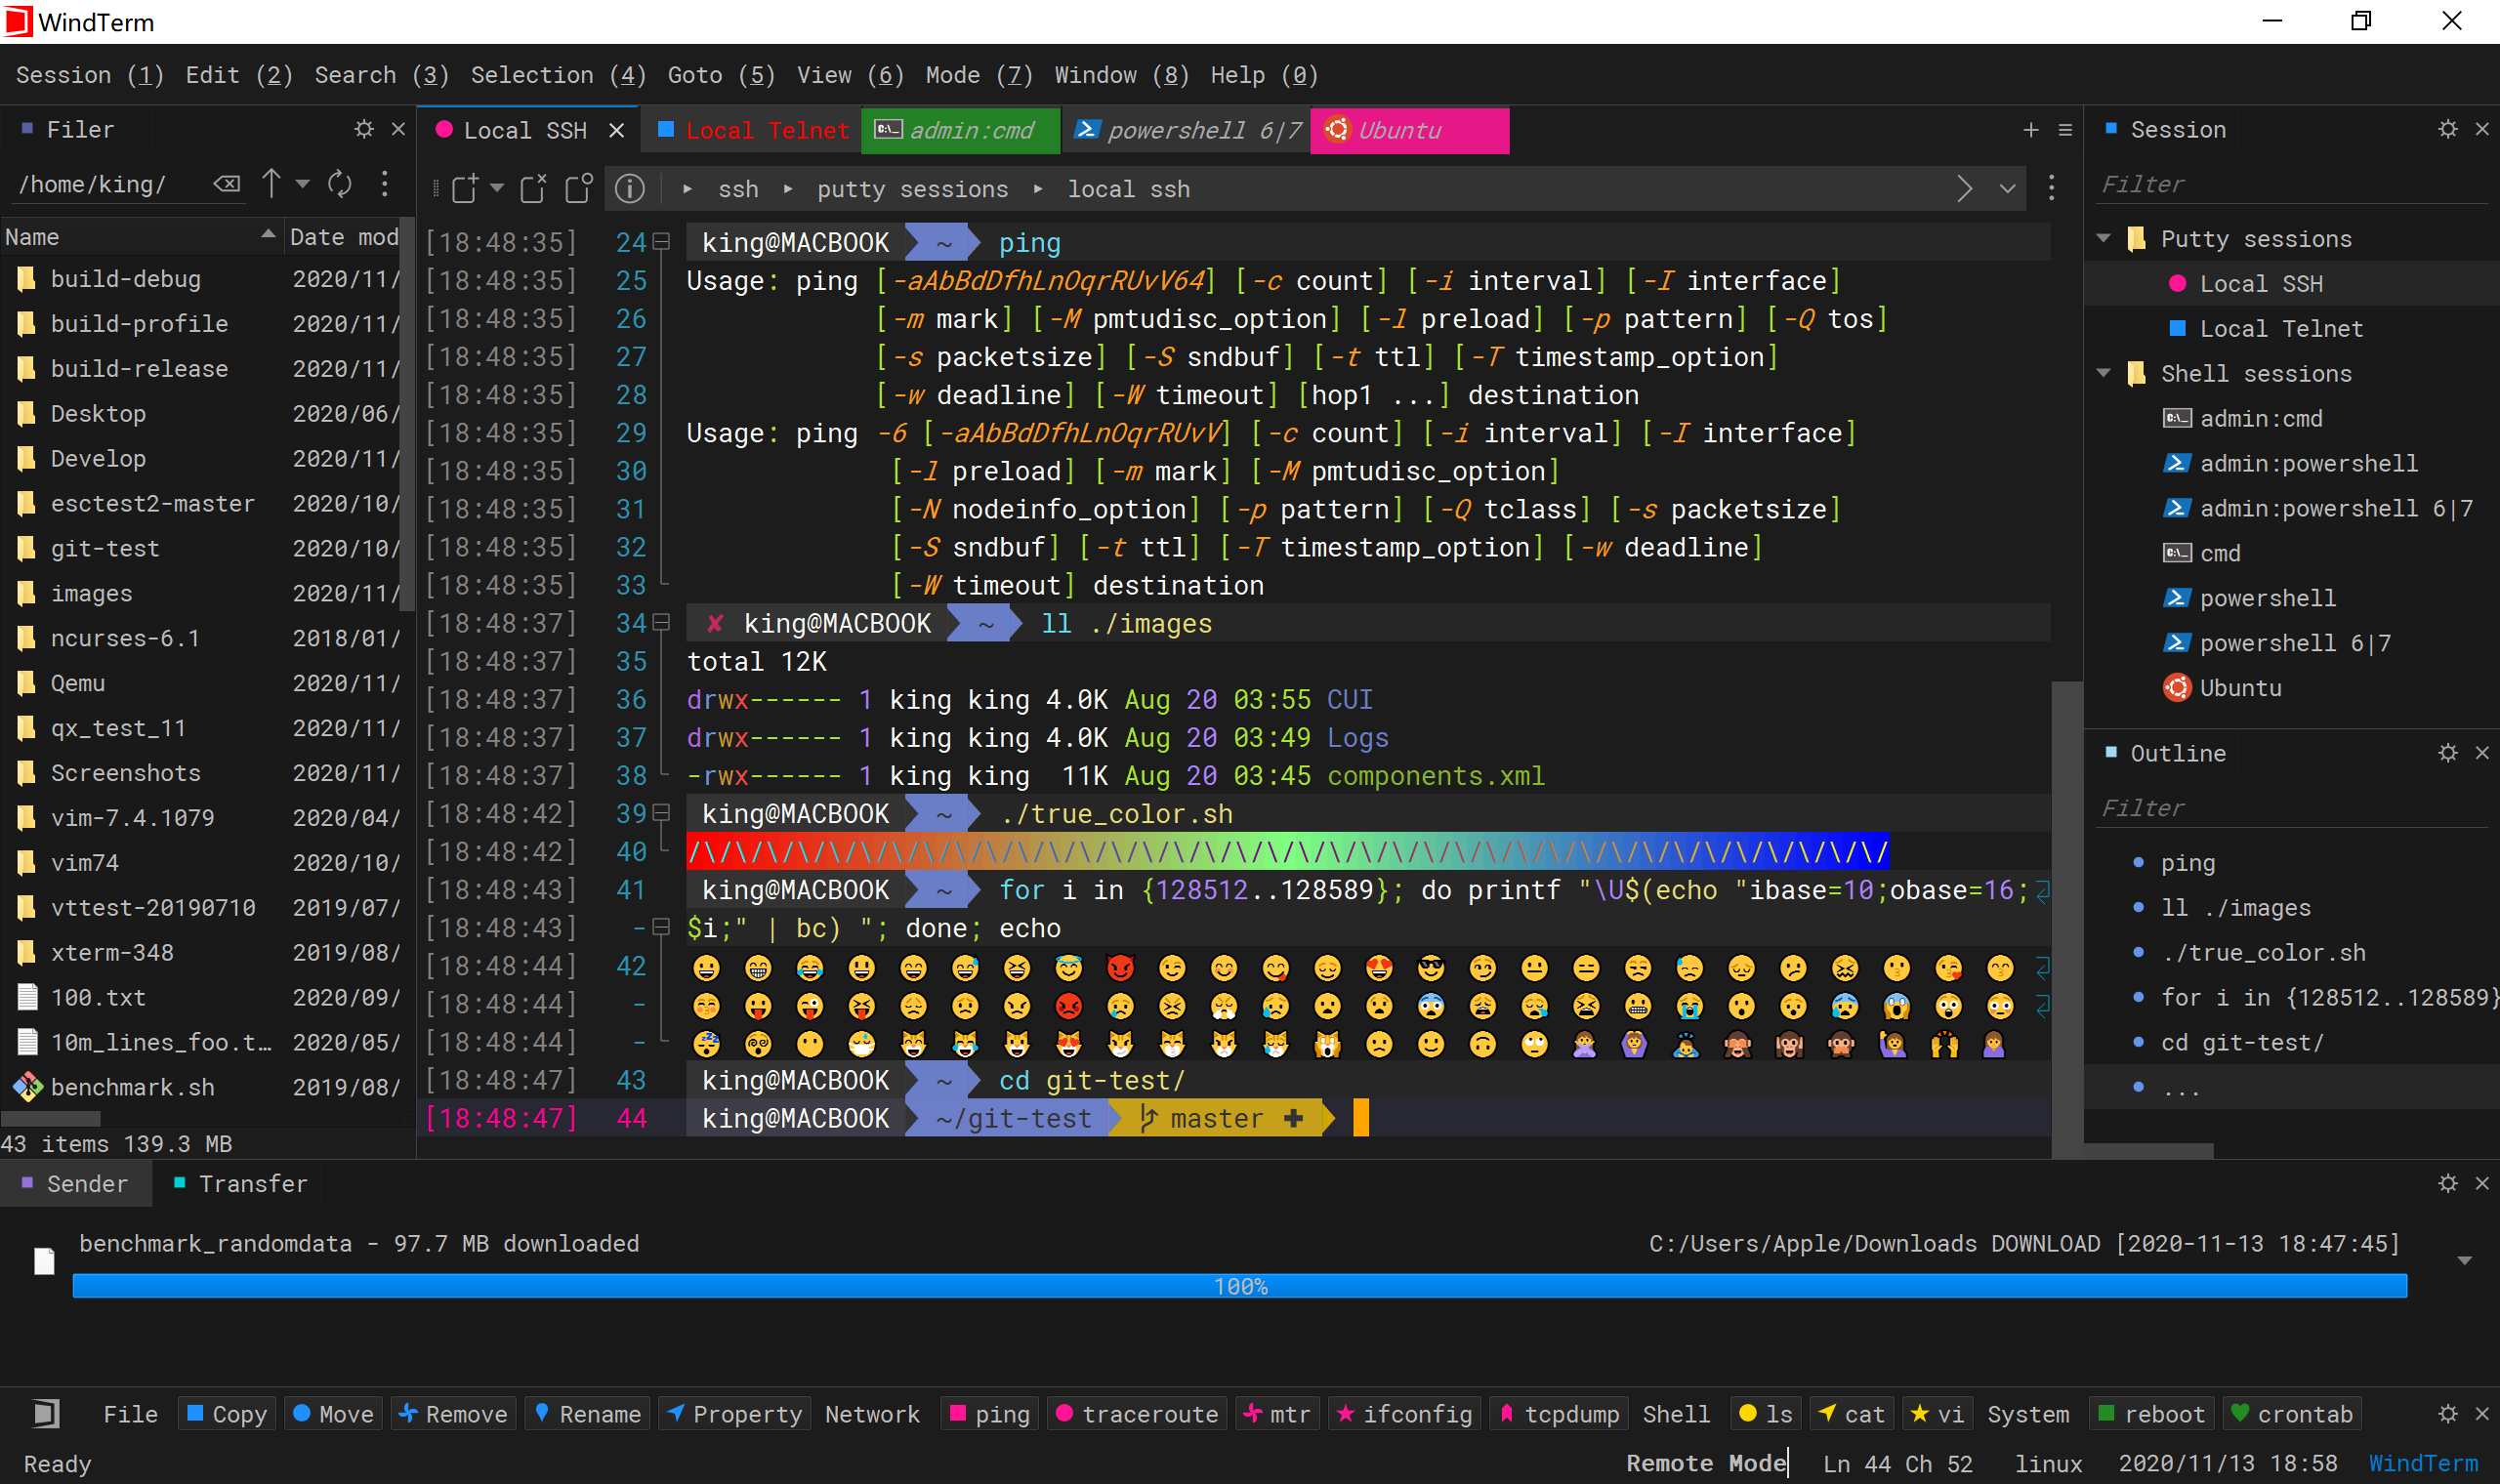 WindTerm
Session (1) Edit (2) Search (3) Selection (4) Goto (5) View (6) Mode (7) Window (8) Help (0)
Filer
/home/king/
Name Date mod
build-debug 2020/11/
build-profile 2020/11/
build-release 2020/11/
Desktop 2020/06/
Develop 2020/11/
esctest2-master 2020/10/
git-test 2020/10/
images 2020/11/
ncurses-6.1 2018/01/
Qemu 2020/11/
qx_test_11 2020/11/
Screenshots 2020/11/
vim-7.4.1079 2020/04/
vim74 2020/10/
vttest-20190710 2019/07/
xterm-348 2019/08/
100.txt 2020/09/
10m_lines_foo.t… 2020/05/
benchmark.sh 2019/08/
43 items 139.3 MB
Local SSH Local Telnet admin:cmd powershell 6|7 Ubuntu
ssh putty sessions local ssh
[18:48:35] 24 king@MACBOOK ~ ping
[18:48:35] 25 Usage: ping [-aAbBdDfhLnOqrRUvV64] [-c count] [-i interval] [-I interface]
[18:48:35] 26 [-m mark] [-M pmtudisc_option] [-l preload] [-p pattern] [-Q tos]
[18:48:35] 27 [-s packetsize] [-S sndbuf] [-t ttl] [-T timestamp_option]
[18:48:35] 28 [-w deadline] [-W timeout] [hop1 ...] destination
[18:48:35] 29 Usage: ping -6 [-aAbBdDfhLnOqrRUvV] [-c count] [-i interval] [-I interface]
[18:48:35] 30 [-l preload] [-m mark] [-M pmtudisc_option]
[18:48:35] 31 [-N nodeinfo_option] [-p pattern] [-Q tclass] [-s packetsize]
[18:48:35] 32 [-S sndbuf] [-t ttl] [-T timestamp_option] [-w deadline]
[18:48:35] 33 [-W timeout] destination
[18:48:37] 34 ✘ king@MACBOOK ~ ll ./images
[18:48:37] 35 total 12K
[18:48:37] 36 drwx------ 1 king king 4.0K Aug 20 03:55 CUI
[18:48:37] 37 drwx------ 1 king king 4.0K Aug 20 03:49 Logs
[18:48:37] 38 -rwx------ 1 king king 11K Aug 20 03:45 components.xml
[18:48:42] 39 king@MACBOOK ~ ./true_color.sh
[18:48:42] 40 /\/\/\/\/\/\/\/\/\/\/\/\/\/\/\/\/\/\/\/\/\/\/\/\/\/\/\/\/\/\/\/\/\/\/\/\/\/\/
[18:48:43] 41 king@MACBOOK ~ for i in {128512..128589}; do printf "\U$(echo "ibase=10;obase=16;
[18:48:43] - $i;" | bc) "; done; echo
[18:48:44] 42
[18:48:44] -
[18:48:44] -
[18:48:47] 43 king@MACBOOK ~ cd git-test/
[18:48:47] 44 king@MACBOOK ~/git-test master ✚
Session
Filter
Putty sessions
Local SSH
Local Telnet
Shell sessions
admin:cmd
admin:powershell
admin:powershell 6|7
cmd
powershell
powershell 6|7
Ubuntu
Outline
Filter
ping
ll ./images
./true_color.sh
for i in {128512..128589}
cd git-test/
...
Sender Transfer
benchmark_randomdata - 97.7 MB downloaded C:/Users/Apple/Downloads DOWNLOAD [2020-11-13 18:47:45]
100%
File Copy Move Remove Rename Property Network ping traceroute mtr ifconfig tcpdump Shell ls cat vi System reboot crontab
Ready Remote Mode Ln 44 Ch 52 linux 2020/11/13 18:58 WindTerm